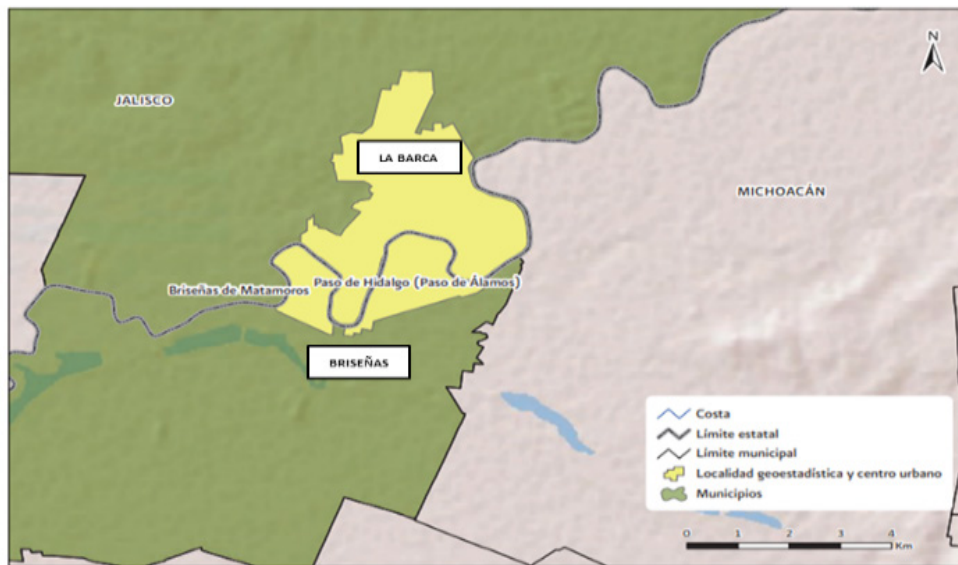 N
JALISCO
LA BARCA
MICHOACÁN
Paso de Hidalgo (Paso de Álamos)
Briseñas de Matamoros
BRISEÑAS
Costa
Límite estatal
Límite municipal
Localidad geoestadística y centro urbano
Municipios
0 1 2 3 4
Km